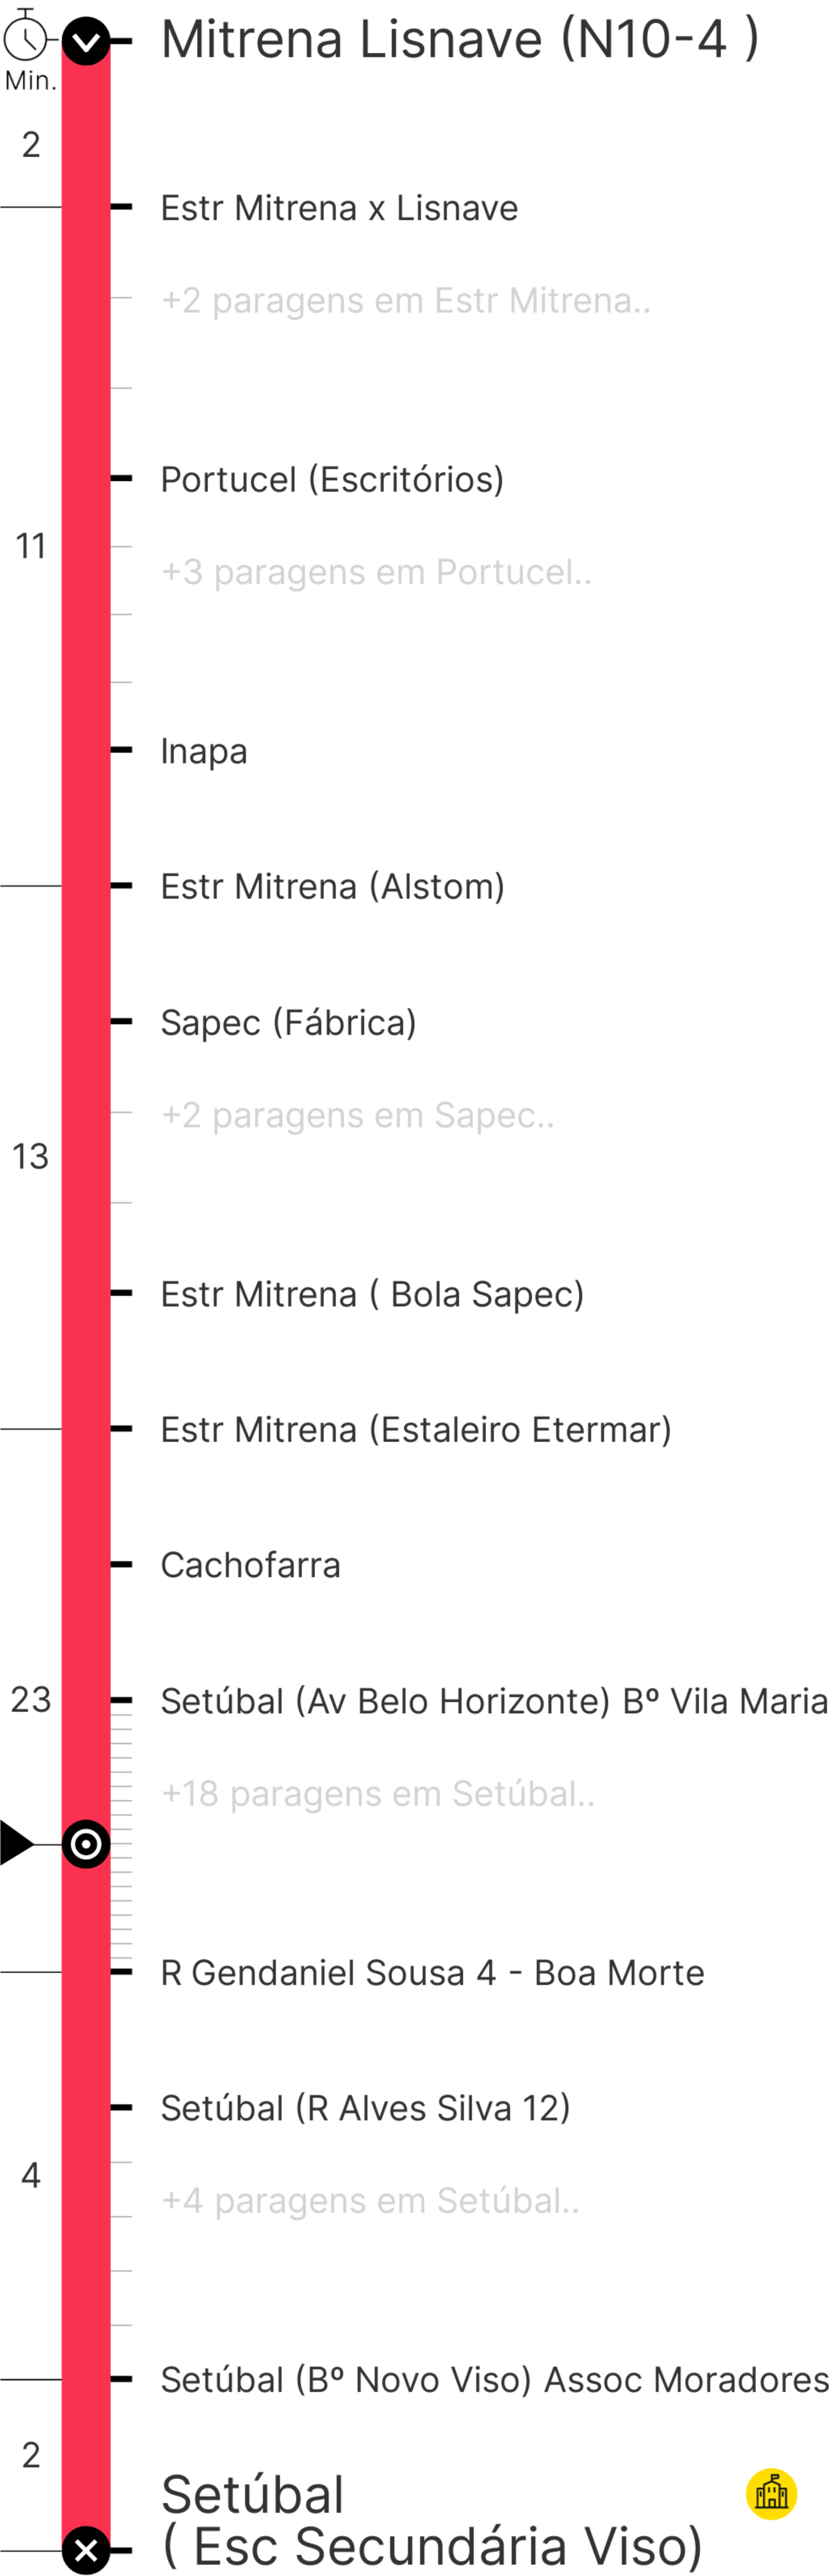 Mitrena Lisnave (N10-4 )
Min.
2
Estr Mitrena x Lisnave
+2 paragens em Estr Mitrena..
Portucel (Escritórios)
11
+3 paragens em Portucel..
Inapa
Estr Mitrena (Alstom)
Sapec (Fábrica)
+2 paragens em Sapec..
13
Estr Mitrena ( Bola Sapec)
Estr Mitrena (Estaleiro Etermar)
Cachofarra
23
Setúbal (Av Belo Horizonte) Bº Vila Maria
+18 paragens em Setúbal..
R Gendaniel Sousa 4 - Boa Morte
Setúbal (R Alves Silva 12)
4
+4 paragens em Setúbal..
Setúbal (Bº Novo Viso) Assoc Moradores
2
Setúbal
( Esc Secundária Viso)